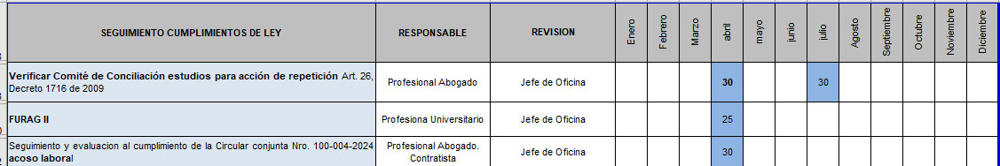 SEGUIMIENTO CUMPLIMIENTOS DE LEY RESPONSABLE REVISION Enero Febrero Marzo abril mayo junio julio Agosto Septiembre Octubre Noviembre Diciembre
Verificar Comité de Conciliación estudios para acción de repetición Art. 26,
Decreto 1716 de 2009
Profesional Abogado
Jefe de Oficina
30
30
FURAG II
Profesiona Universitario
Jefe de Oficina
25
Seguimiento y evaluacion al cumplimiento de la Circular conjunta Nro. 100-004-2024
acoso laboral
Profesional Abogado.
Contratista
Jefe de Oficina
30